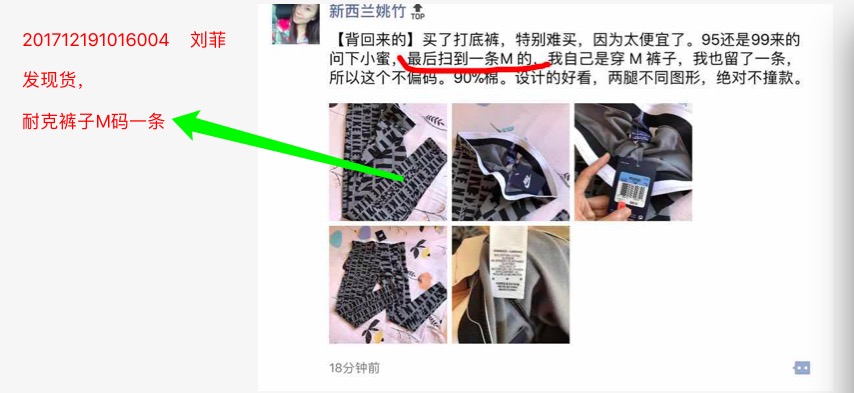 201712191016004 刘菲
发现货，
耐克裤子M码一条
新西兰姚竹
TOP
【背回来的】买了打底裤，特别难买，因为太便宜了。95还是99来的
问下小蜜，最后扫到一条M 的，我自己是穿 M 裤子，我也留了一条，
所以这个不偏码。90%棉。设计的好看，两腿不同图形，绝对不撞款。
18分钟前